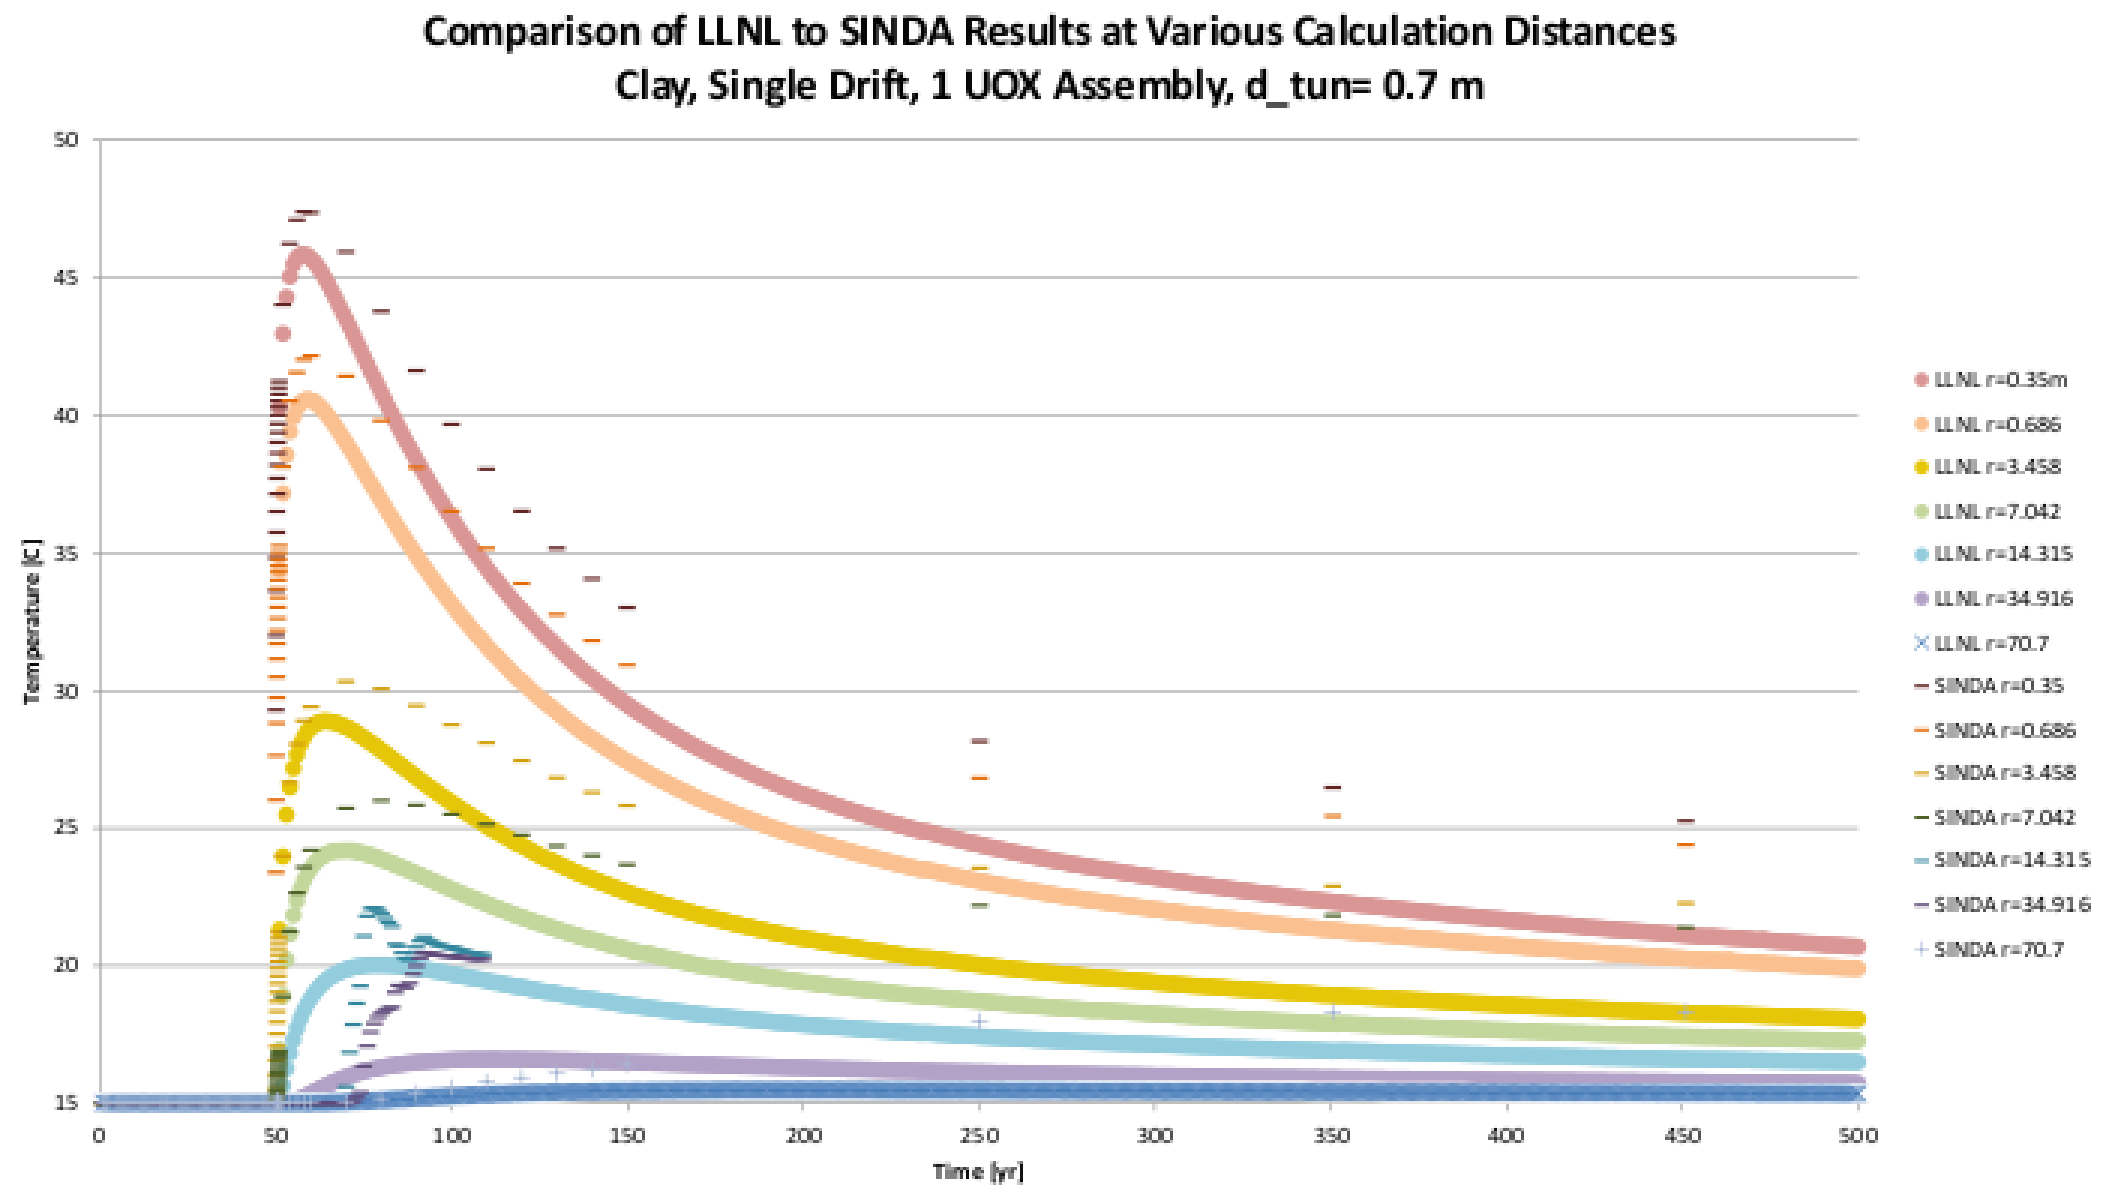 Comparison of LLNL to SINDA Results at Various Calculation Distances
Clay, Single Drift, 1 UOX Assembly, d_tun= 0.7 m
50
45
40
35
30
25
20
15
Temperature [C]
0 50 100 150 200 250 300 350 400 450 500
Time [yr]
LLNL r=0.35m
LLNL r=0.686
LLNL r=3.458
LLNL r=7.042
LLNL r=14.315
LLNL r=34.916
LLNL r=70.7
SINDA r=0.35
SINDA r=0.686
SINDA r=3.458
SINDA r=7.042
SINDA r=14.315
SINDA r=34.916
SINDA r=70.7